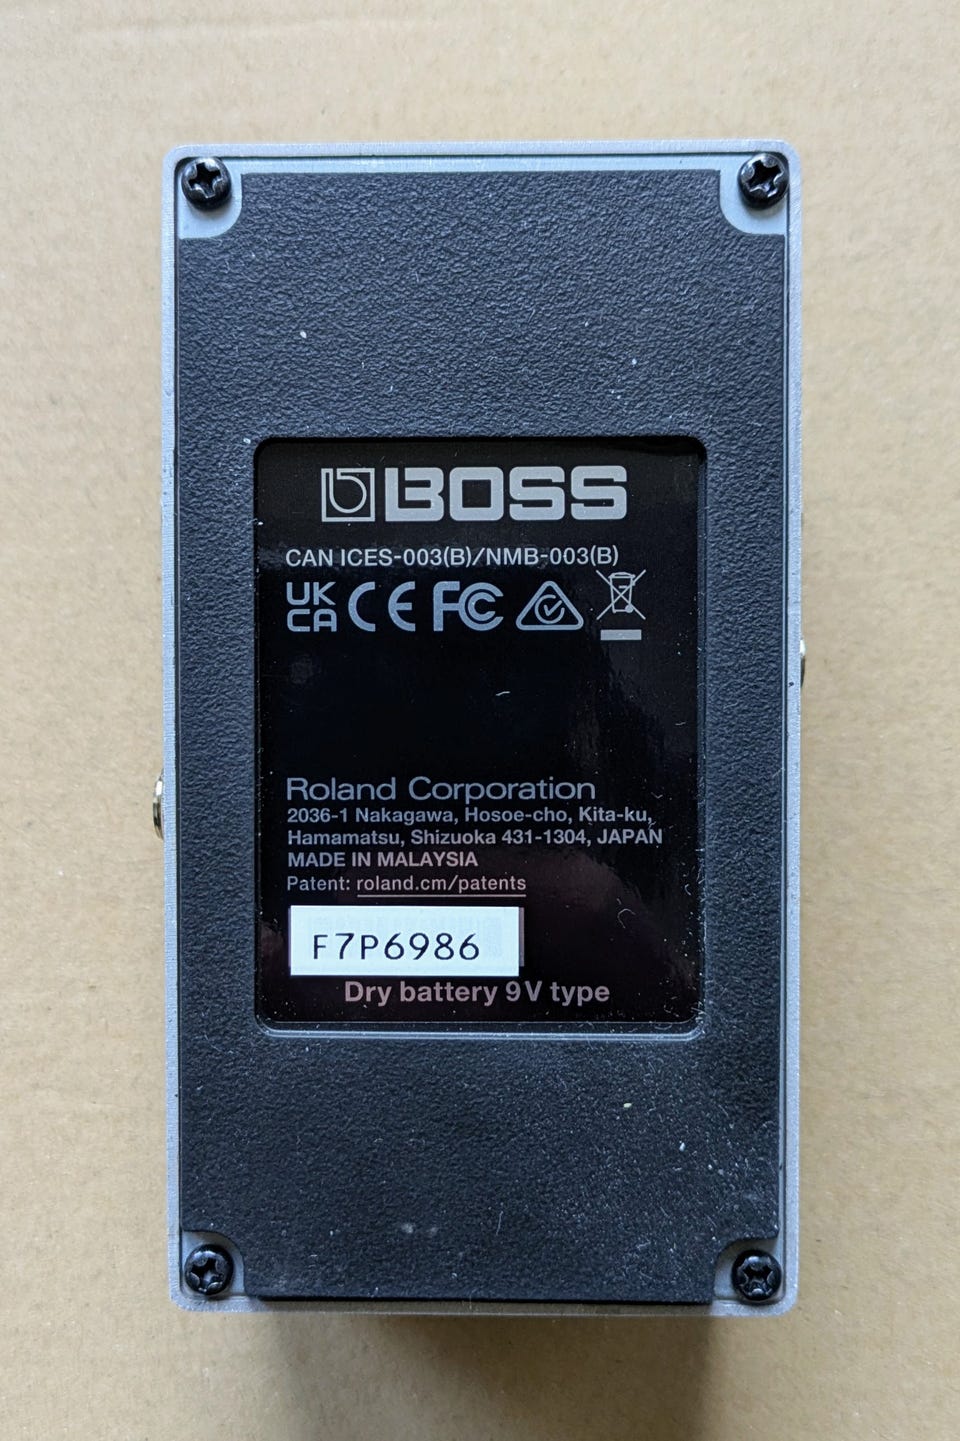 BOSS
CAN ICES-003(B)/NMB-003(B)
UK CA CE FC
Roland Corporation
2036-1 Nakagawa, Hosoe-cho, Kita-ku,
Hamamatsu, Shizuoka 431-1304, JAPAN
MADE IN MALAYSIA
Patent: roland.cm/patents
F7P6986
Dry battery 9V type